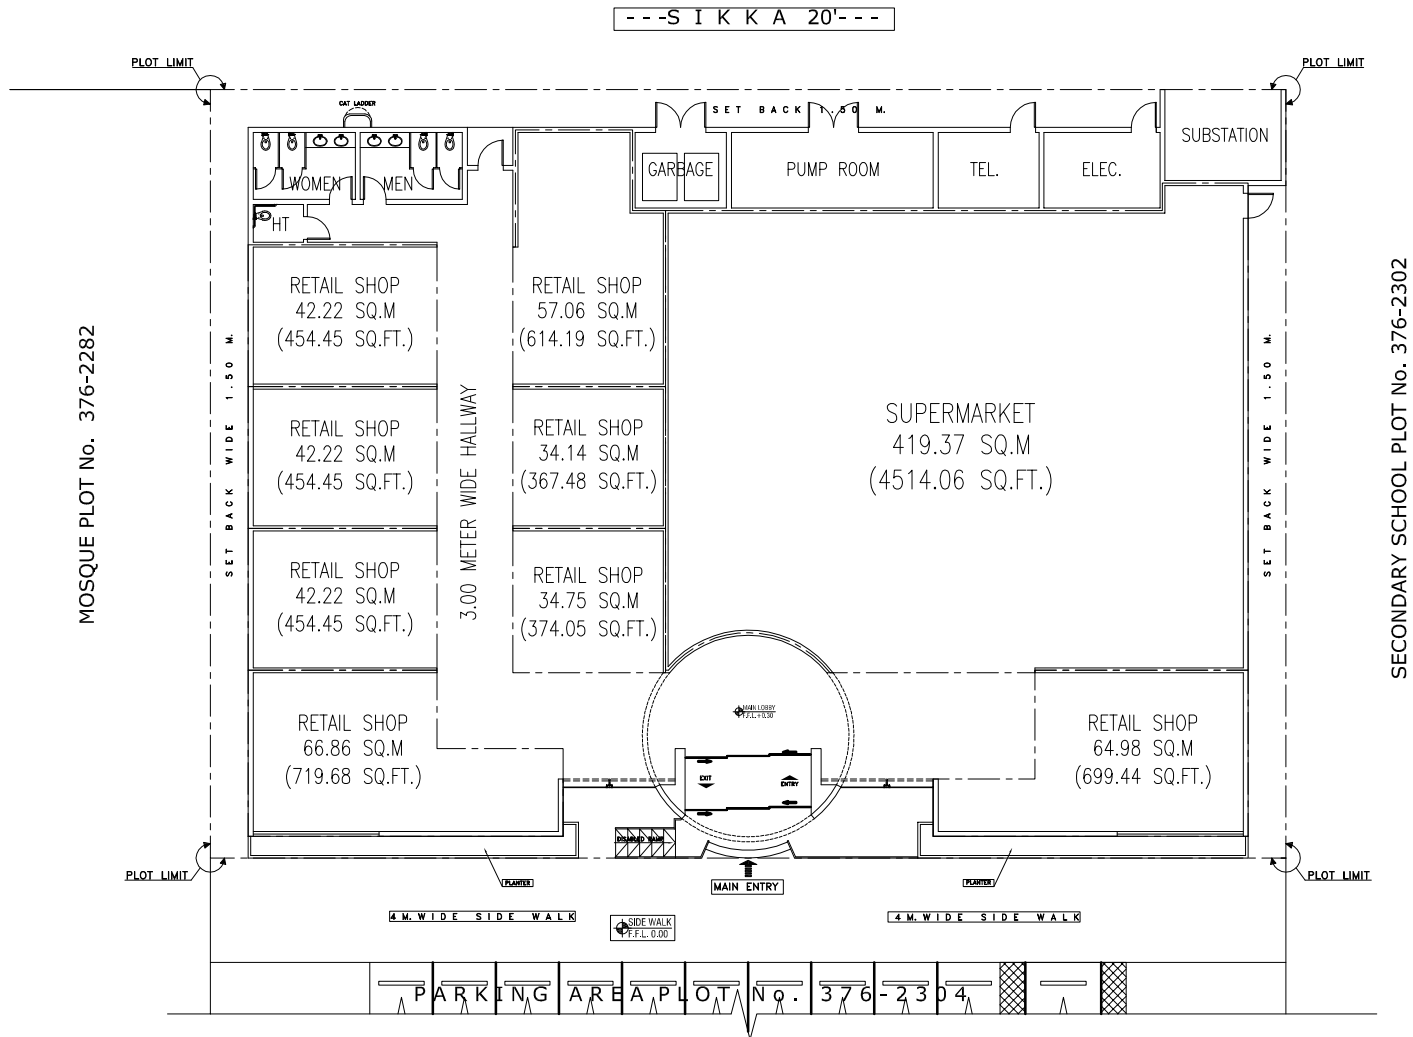 ---S I K K A 20'---
PLOT LIMIT
PLOT LIMIT
CAT LADDER
SET BACK 1.50 M.
SUBSTATION
WOMEN
MEN
GARBAGE
PUMP ROOM
TEL.
ELEC.
HT
RETAIL SHOP
42.22 SQ.M
(454.45 SQ.FT.)
RETAIL SHOP
57.06 SQ.M
(614.19 SQ.FT.)
MOSQUE PLOT No. 376-2282
SET BACK WIDE 1.50 M.
RETAIL SHOP
42.22 SQ.M
(454.45 SQ.FT.)
3.00 METER WIDE HALLWAY
RETAIL SHOP
34.14 SQ.M
(367.48 SQ.FT.)
SUPERMARKET
419.37 SQ.M
(4514.06 SQ.FT.)
SET BACK WIDE 1.50 M.
SECONDARY SCHOOL PLOT No. 376-2302
RETAIL SHOP
42.22 SQ.M
(454.45 SQ.FT.)
RETAIL SHOP
34.75 SQ.M
(374.05 SQ.FT.)
RETAIL SHOP
66.86 SQ.M
(719.68 SQ.FT.)
MAIN LOBBY
F.F.L.+0.30
EXIT
ENTRY
RETAIL SHOP
64.98 SQ.M
(699.44 SQ.FT.)
DISABLED RAMP
PLOT LIMIT
PLANTER
MAIN ENTRY
PLANTER
PLOT LIMIT
4 M. WIDE SIDE WALK
SIDE WALK
F.F.L. 0.00
4 M. WIDE SIDE WALK
PARKING AREA PLOT No. 376-2304